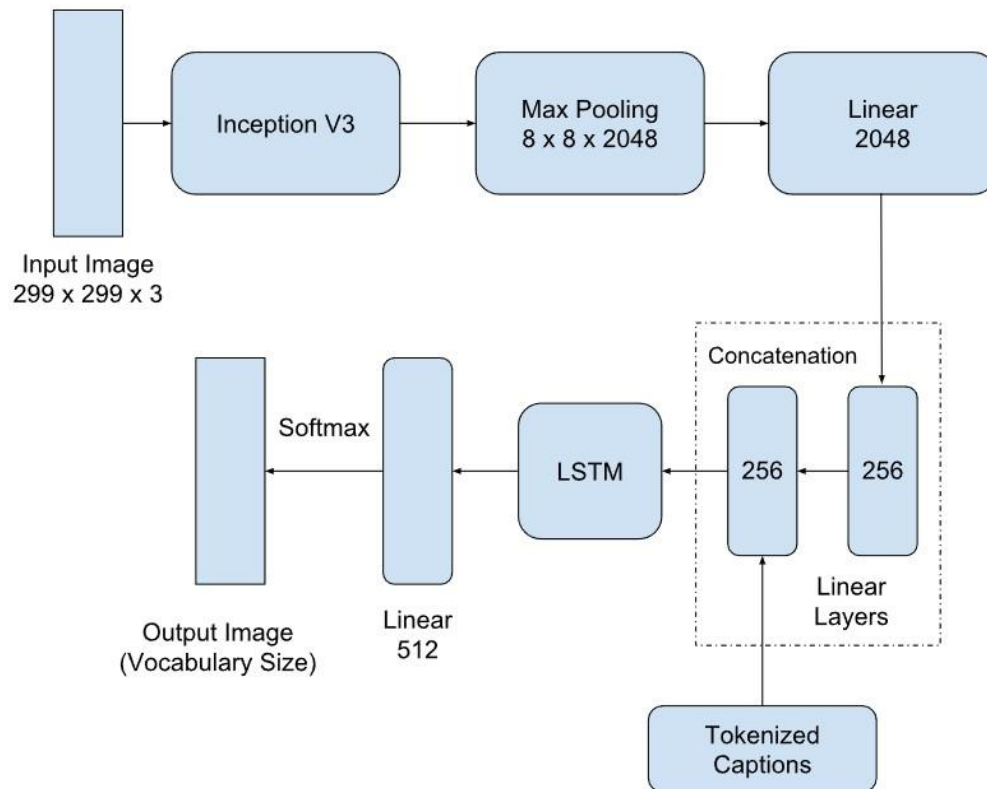 Inception V3
Max Pooling
8 x 8 x 2048
Linear
2048
Input Image
299 x 299 x 3
Concatenation
256
256
Linear
Layers
LSTM
Softmax
Linear
512
Output Image
(Vocabulary Size)
Tokenized
Captions